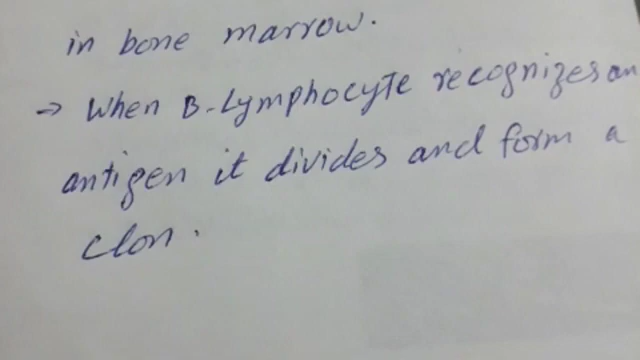 in bone marrow.
→ When B-Lymphocyte recognizes an
antigen it divides and form a
Clon.